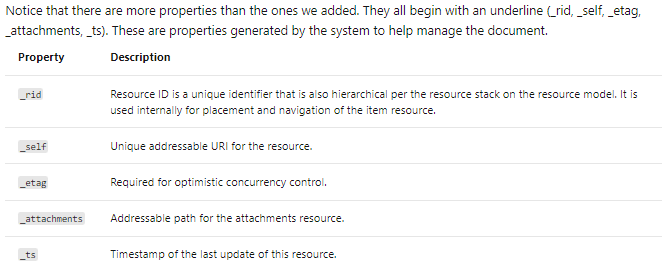 Notice that there are more properties than the ones we added. They all begin with an underline (_rid, _self, _etag,
_attachments, _ts). These are properties generated by the system to help manage the document.
Property Description
_rid Resource ID is a unique identifier that is also hierarchical per the resource stack on the resource model. It is
used internally for placement and navigation of the item resource.
_self Unique addressable URI for the resource.
_etag Required for optimistic concurrency control.
_attachments Addressable path for the attachments resource.
_ts Timestamp of the last update of this resource.